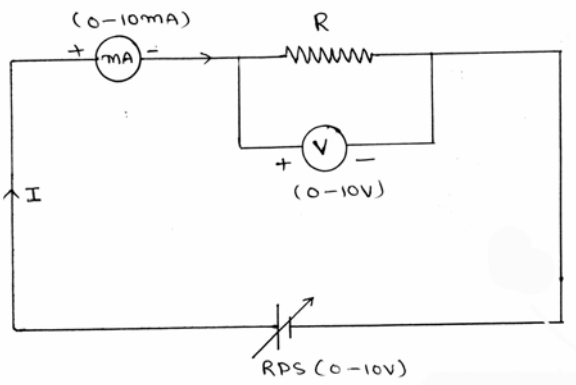 (0-10mA)
R
+ mA -
V
+ -
(0-10V)
I
RPS (0-10V)